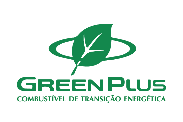 GREENPLUS
COMBUSTÍVEL DE TRANSIÇÃO ENERGÉTICA